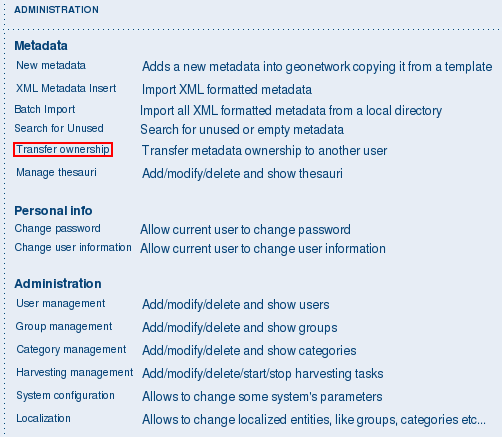 ADMINISTRATION
Metadata
New metadata Adds a new metadata into geonetwork copying it from a template
XML Metadata Insert Import XML formatted metadata
Batch Import Import all XML formatted metadata from a local directory
Search for Unused Search for unused or empty metadata
Transfer ownership Transfer metadata ownership to another user
Manage thesauri Add/modify/delete and show thesauri
Personal info
Change password Allow current user to change password
Change user information Allow current user to change user information
Administration
User management Add/modify/delete and show users
Group management Add/modify/delete and show groups
Category management Add/modify/delete and show categories
Harvesting management Add/modify/delete/start/stop harvesting tasks
System configuration Allows to change some system's parameters
Localization Allows to change localized entities, like groups, categories etc...